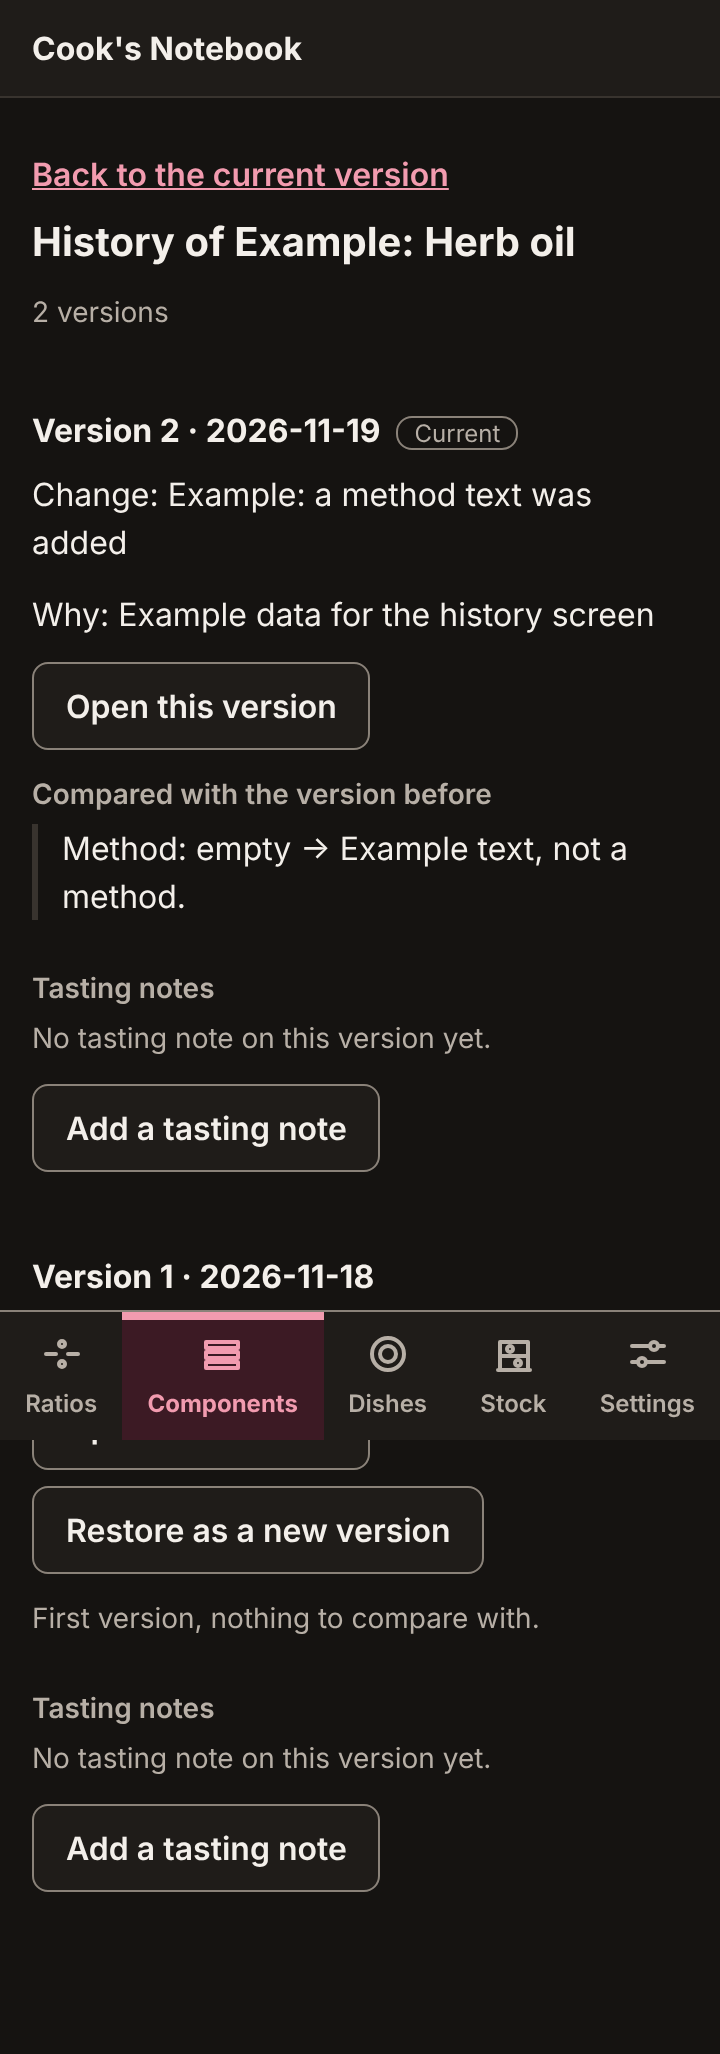 Cook's Notebook
Back to the current version
History of Example: Herb oil
2 versions
Version 2 · 2026-11-19 Current
Change: Example: a method text was
added
Why: Example data for the history screen
Open this version
Compared with the version before
Method: empty → Example text, not a
method.
Tasting notes
No tasting note on this version yet.
Add a tasting note
Version 1 · 2026-11-18
Ratios Components Dishes Stock Settings
Restore as a new version
First version, nothing to compare with.
Tasting notes
No tasting note on this version yet.
Add a tasting note